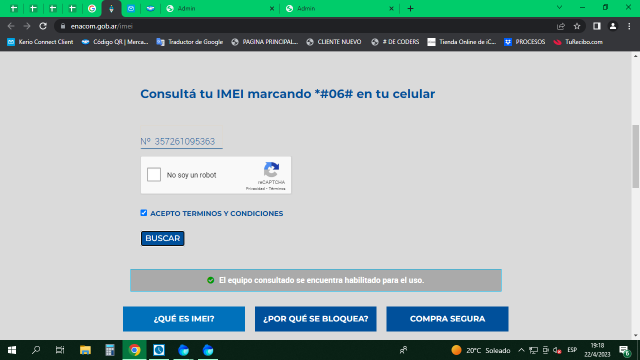 Admin
Admin
enacom.gob.ar/imei
Kerio Connect Client
Código QR | Merca...
Traductor de Google
PAGINA PRINCIPAL...
CLIENTE NUEVO
# DE CODERS
Tienda Online de iC...
PROCESOS
TuRecibo.com
Consultá tu IMEI marcando *#06# en tu celular
Nº 357261095363
No soy un robot
reCAPTCHA
Privacidad - Términos
ACEPTO TERMINOS Y CONDICIONES
BUSCAR
El equipo consultado se encuentra habilitado para el uso.
¿QUÉ ES IMEI?
¿POR QUÉ SE BLOQUEA?
COMPRA SEGURA
20°C Soleado
ESP
19:18
22/4/2023